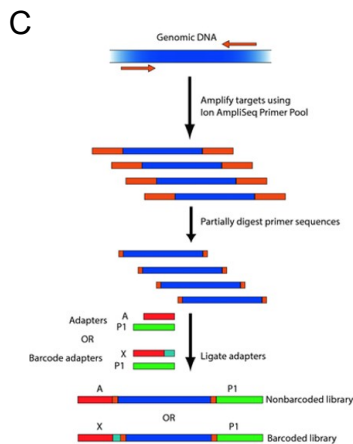 C
Genomic DNA
Amplify targets using
Ion AmpliSeq Primer Pool
Partially digest primer sequences
Adapters
A
P1
OR
Barcode adapters
X
P1
Ligate adapters
A
P1
Nonbarcoded library
OR
X
P1
Barcoded library